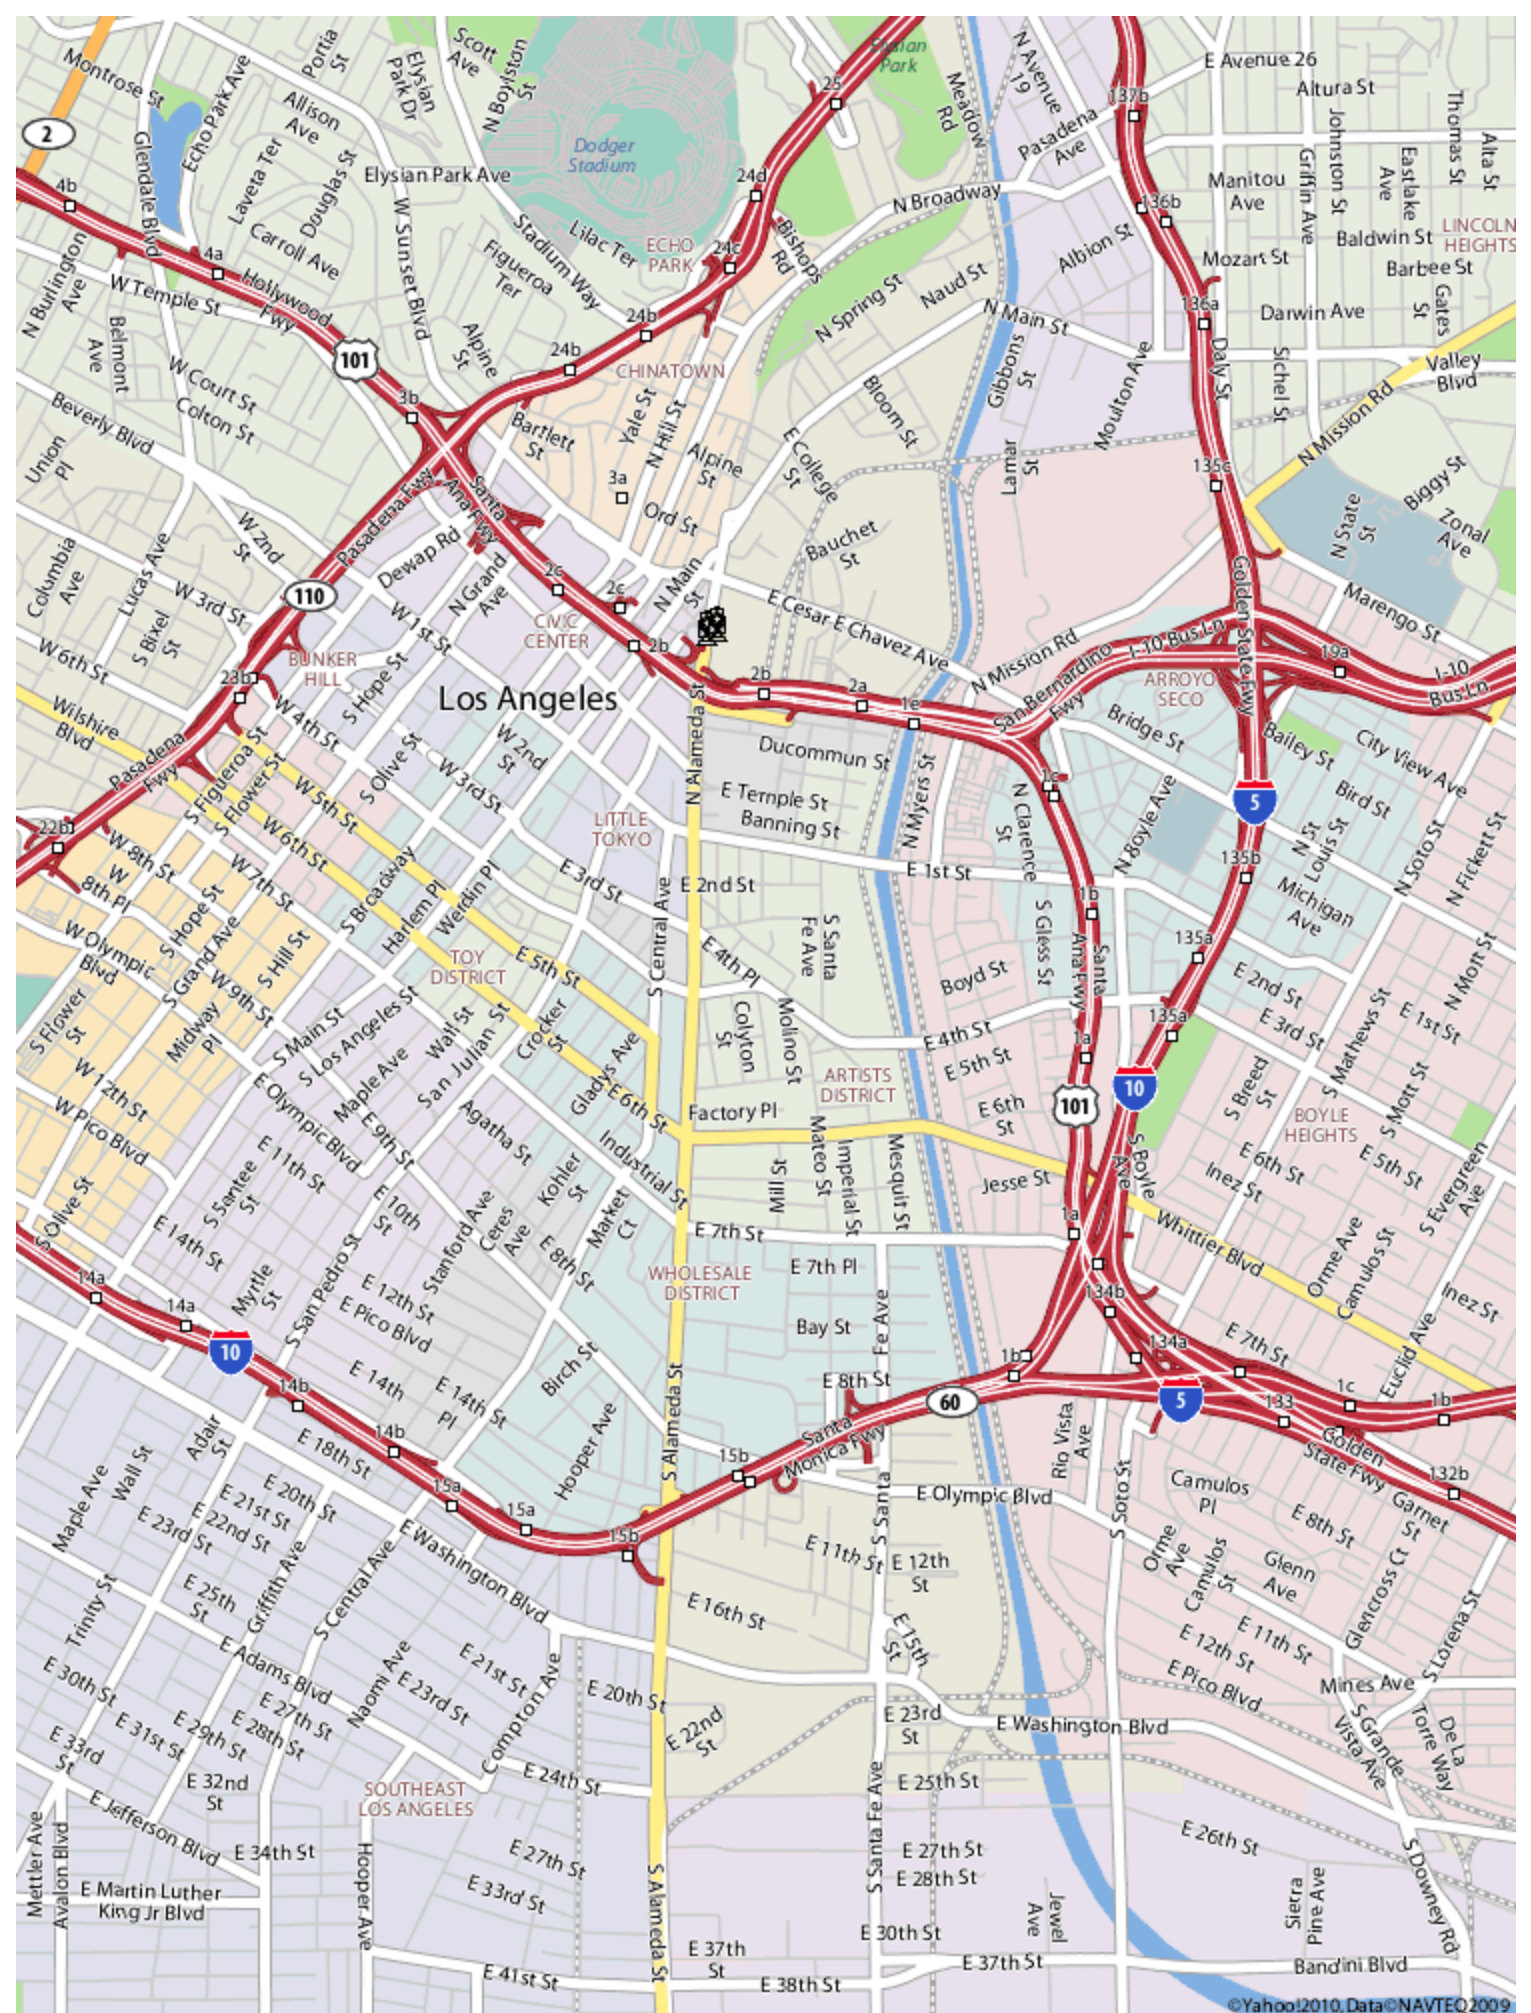 Montrose St
2
4b
Glendale Blvd
Echo Park Ave
Portia St
Allison Ave
Elysian Park Dr
Scott Ave
N Boylston St
Dodger Stadium
25
Elysian Park
Meadow Rd
N Avenue 19
Pasadena Ave
137b
E Avenue 26
Altura St
Johnston St
Thomas St
Alta St
Griffin Ave
Eastlake Ave
Manitou Ave
LINCOLN HEIGHTS
Baldwin St
Mozart St
Barbee St
Gates St
Darwin Ave
136b
136a
Albion St
N Broadway
24d
Bishops Rd
24c
ECHO PARK
Lilac Ter
Stadium Way
Elysian Park Ave
Laveta Ter
Douglas St
Carroll Ave
W Sunset Blvd
Figueroa Ter
4a
Hollywood Fwy
N Burlington Ave
W Temple St
Belmont Ave
101
Alpine St
24b
24b
CHINATOWN
N Spring St
Naud St
N Main St
Gibbons St
Moulton Ave
Daly St
Sichel St
Valley Blvd
N Mission Rd
Beverly Blvd
W Court St
Colton St
3b
Bartlett St
Yale St
N Hill St
Alpine St
Bloom St
E College St
Lamar St
135c
Biggy St
Zonal Ave
N State St
Union Pl
3a
Ord St
Santa Ana Fwy
Pasadena Fwy
Dewap Rd
N Grand Ave
W 2nd St
Lucas Ave
Columbia Ave
W 3rd St
S Bixel St
110
W 1st St
2c
2c
N Main St
Bauchet St
E Cesar E Chavez Ave
Golden State Fwy
Marengo St
CIVIC CENTER
W 6th St
23b
BUNKER HILL
S Hope St
2b
2b
2a
1e
N Mission Rd
San Bernardino Fwy
I-10 Bus Ln
ARROYO SECO
19a
I-10 Bus Ln
Los Angeles
Wilshire Blvd
Pasadena Fwy
W 4th St
S Figueroa St
S Flower St
S Olive St
W 2nd St
W 3rd St
N Alameda St
Ducommun St
E Temple St
Banning St
N Myers St
Bridge St
Bailey St
City View Ave
Bird St
1c
N Clarence St
N Boyle Ave
5
N St Louis St
N Soto St
N Fickett St
22b
W 5th St
W 6th St
W 7th St
LITTLE TOKYO
W 8th St
W 8th Pl
E 1st St
E 2nd St
E 3rd St
S Broadway
Harlem Pl
Werdin Pl
S Central Ave
135b
Michigan Ave
1b
S Gless St
Santa Ana Fwy
135a
W Olympic Blvd
S Hope St
S Grand Ave
S Hill St
W 9th St
TOY DISTRICT
E 5th St
E 4th Pl
S Santa Fe Ave
Boyd St
E 2nd St
E 3rd St
N Mott St
E 1st St
S Mathews St
S Flower St
Midway Pl
S Main St
S Los Angeles St
Wall St
San Julian St
Crocker St
Colyton St
Molino St
E 4th St
E 5th St
1a
135a
W 12th St
W Pico Blvd
E Olympic Blvd
Maple Ave
E 9th St
Gladys Ave
E 6th St
Factory Pl
ARTISTS DISTRICT
E 6th St
101
10
S Breed St
BOYLE HEIGHTS
S Mott St
S Evergreen Ave
E 11th St
Agatha St
Industrial St
Mateo St
Imperial St
Mesquit St
Mill St
Jesse St
S Boyle Ave
E 6th St
E 5th St
Inez St
S Olive St
S Santee St
E 14th St
E 10th St
Kohler St
Market Ct
E 7th St
1a
Whittier Blvd
Orme Ave
Camulos St
Inez St
14a
14a
10
Myrtle St
S San Pedro St
Stanford Ave
Ceres Ave
E 8th St
E 12th St
E Pico Blvd
WHOLESALE DISTRICT
E 7th Pl
S Santa Fe Ave
Bay St
134b
134a
E 7th St
Euclid Ave
14b
E 14th
E 14th St
Pl
Birch St
Hooper Ave
S Alameda St
E 8th St
60
1b
5
133
1c
1b
Adair St
E 18th St
14b
15a
15a
15b
15b
Santa Monica Fwy
E Olympic Blvd
Rio Vista Ave
S Soto St
Golden State Fwy
132b
Camulos Pl
Garnet St
E 8th St
Maple Ave
Wall St
E 20th St
E 21st St
E 22nd St
E 23rd St
E Washington Blvd
E 11th St
E 12th St
Orme Ave
Camulos St
Glenn Ave
Glencross Ct
S Lorena St
Trinity St
E 25th St
Griffith Ave
S Central Ave
E 16th St
E 15th St
E 11th St
E 12th St
E Pico Blvd
Mines Ave
E 30th St
E Adams Blvd
Naomi Ave
E 21st St
E 23rd St
Compton Ave
E 20th St
E 22nd St
E 23rd St
E Washington Blvd
S Grande Vista Ave
De La Torre Way
E 33rd St
E 31st St
E 29th St
E 28th St
E 27th St
E 32nd St
SOUTHEAST LOS ANGELES
E 24th St
E 25th St
S Santa Fe Ave
E Jefferson Blvd
Mettler Ave
Avalon Blvd
E 34th St
Hooper Ave
E 27th St
E 33rd St
E 27th St
E 28th St
E 26th St
S Downey Rd
E Martin Luther King Jr Blvd
S Alameda St
E 30th St
Jewel Ave
Sierra Pine Ave
E 37th St
E 37th St
E 41st St
E 38th St
Bandini Blvd
©Yahoo!2010, Data©NAVTEQ2009